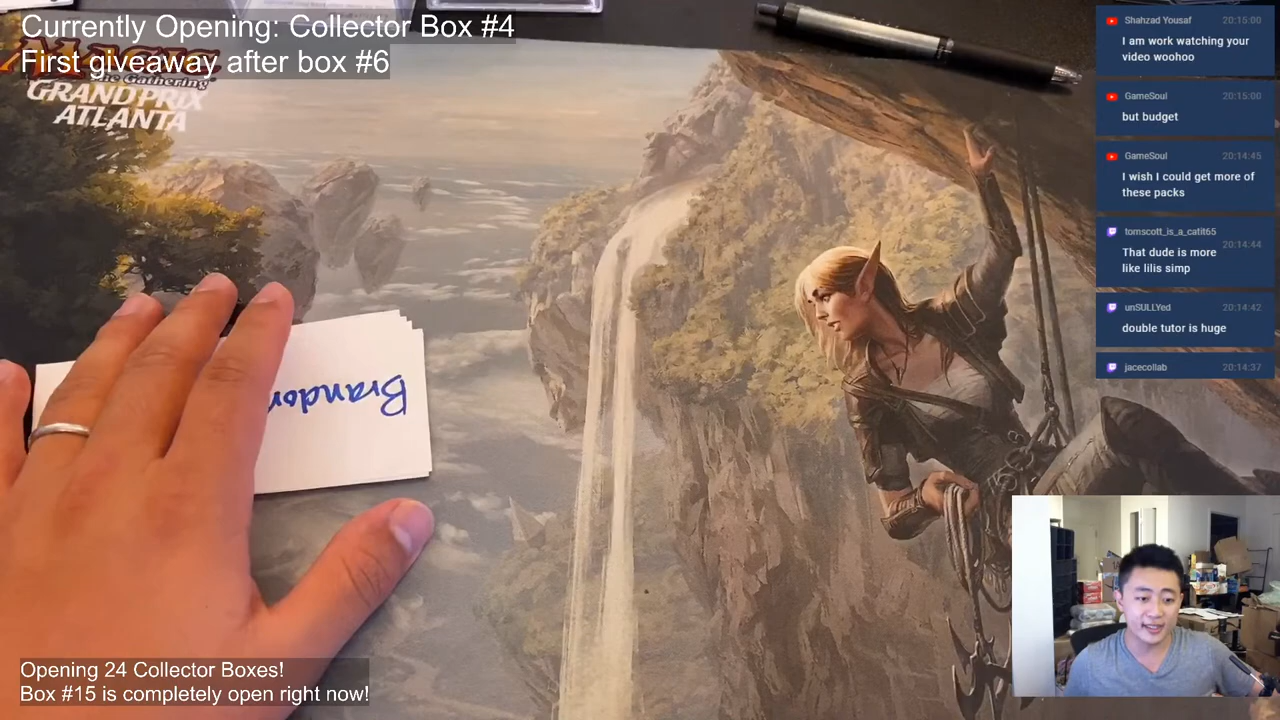 Currently Opening: Collector Box #4
First giveaway after box #6
MAGIC
The Gathering
GRAND PRIX
ATLANTA
Brandon
Shahzad Yousaf 20:15:00
I am work watching your
video woohoo
GameSoul 20:15:00
but budget
GameSoul 20:14:45
I wish I could get more of
these packs
tomscott_is_a_catit65 20:14:44
That dude is more
like lilis simp
unSULLYed 20:14:42
double tutor is huge
jacecollab 20:14:37
Opening 24 Collector Boxes!
Box #15 is completely open right now!